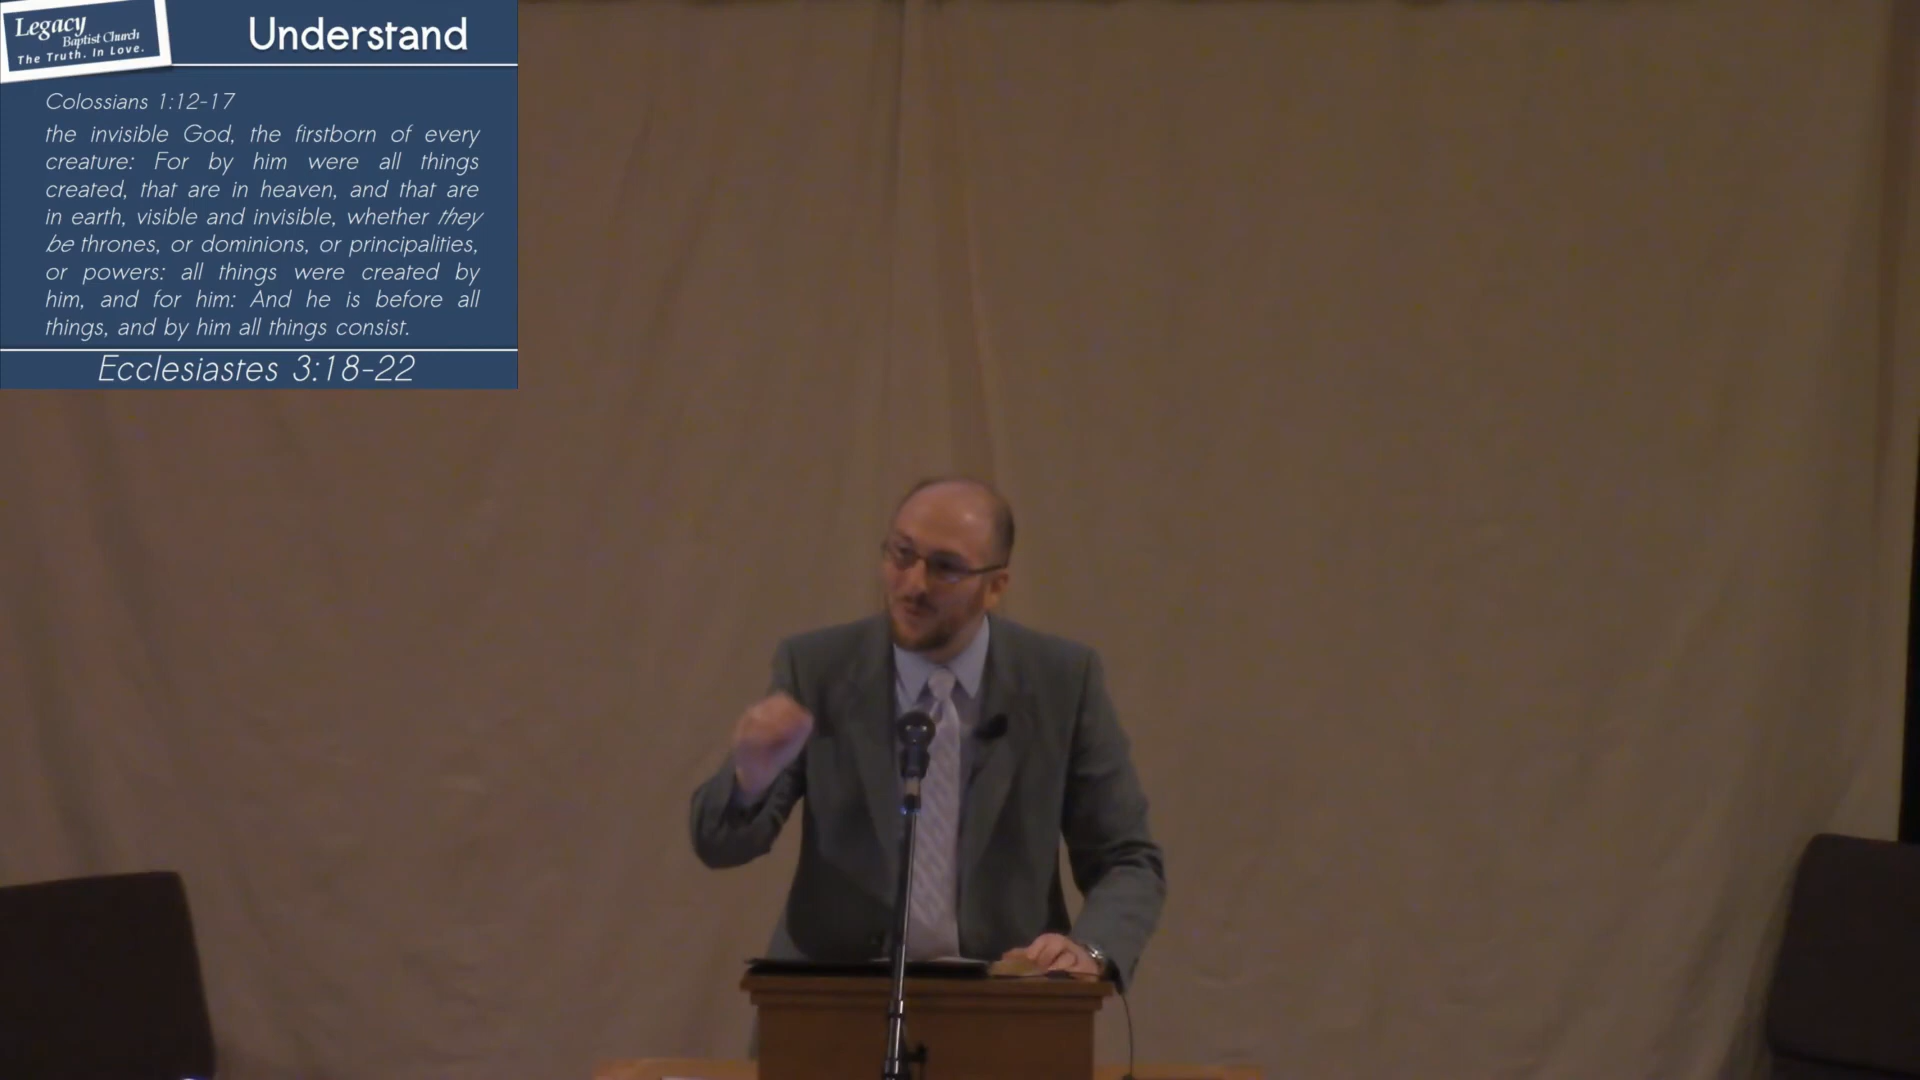 Legacy
Baptist Church
The Truth. In Love.
Understand
Colossians 1:12-17
the invisible God, the firstborn of every
creature: For by him were all things
created, that are in heaven, and that are
in earth, visible and invisible, whether they
be thrones, or dominions, or principalities,
or powers: all things were created by
him, and for him: And he is before all
things, and by him all things consist.
Ecclesiastes 3:18-22